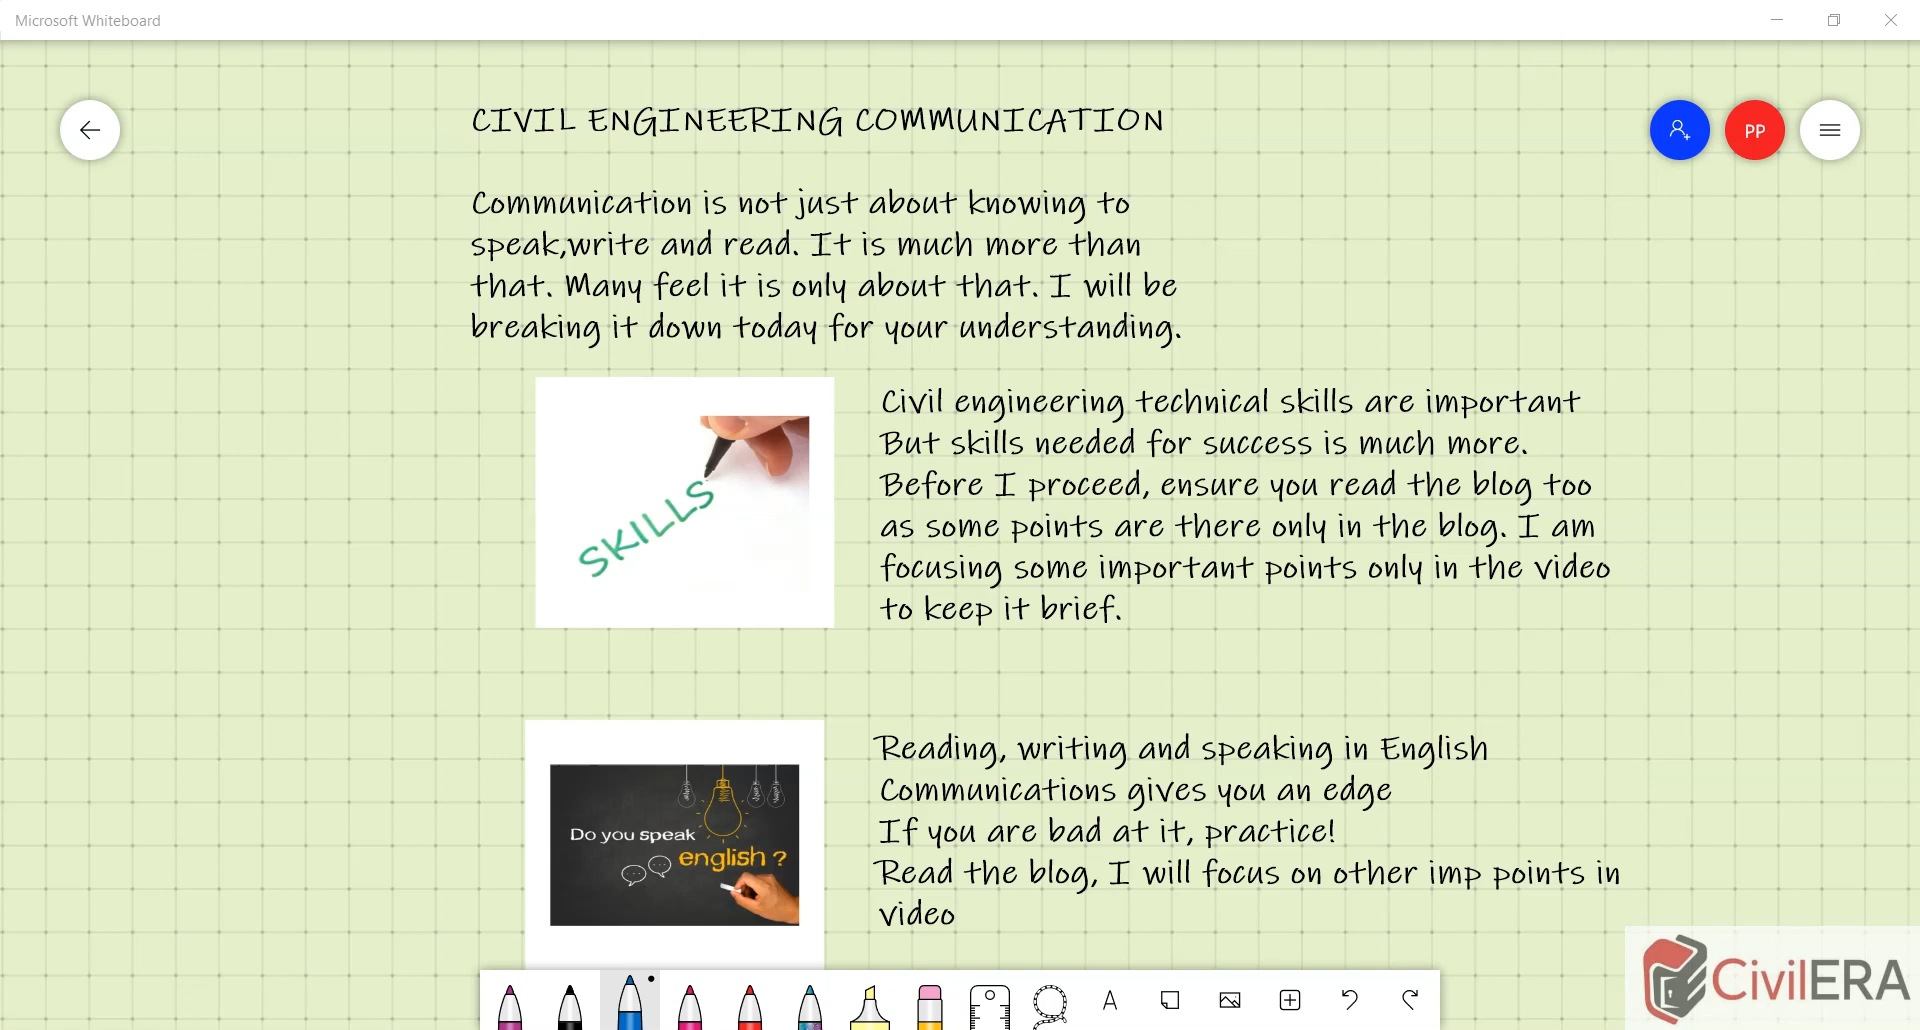 Microsoft Whiteboard
CIVIL ENGINEERING COMMUNICATION
PP
Communication is not just about knowing to
speak,write and read. It is much more than
that. Many feel it is only about that. I will be
breaking it down today for your understanding.
SKILLS
Civil engineering technical skills are important
But skills needed for success is much more.
Before I proceed, ensure you read the blog too
as some points are there only in the blog. I am
focusing some important points only in the video
to keep it brief.
Do you speak
english ?
Reading, writing and speaking in English
Communications gives you an edge
If you are bad at it, practice!
Read the blog, I will focus on other imp points in
video
A
CivilERA